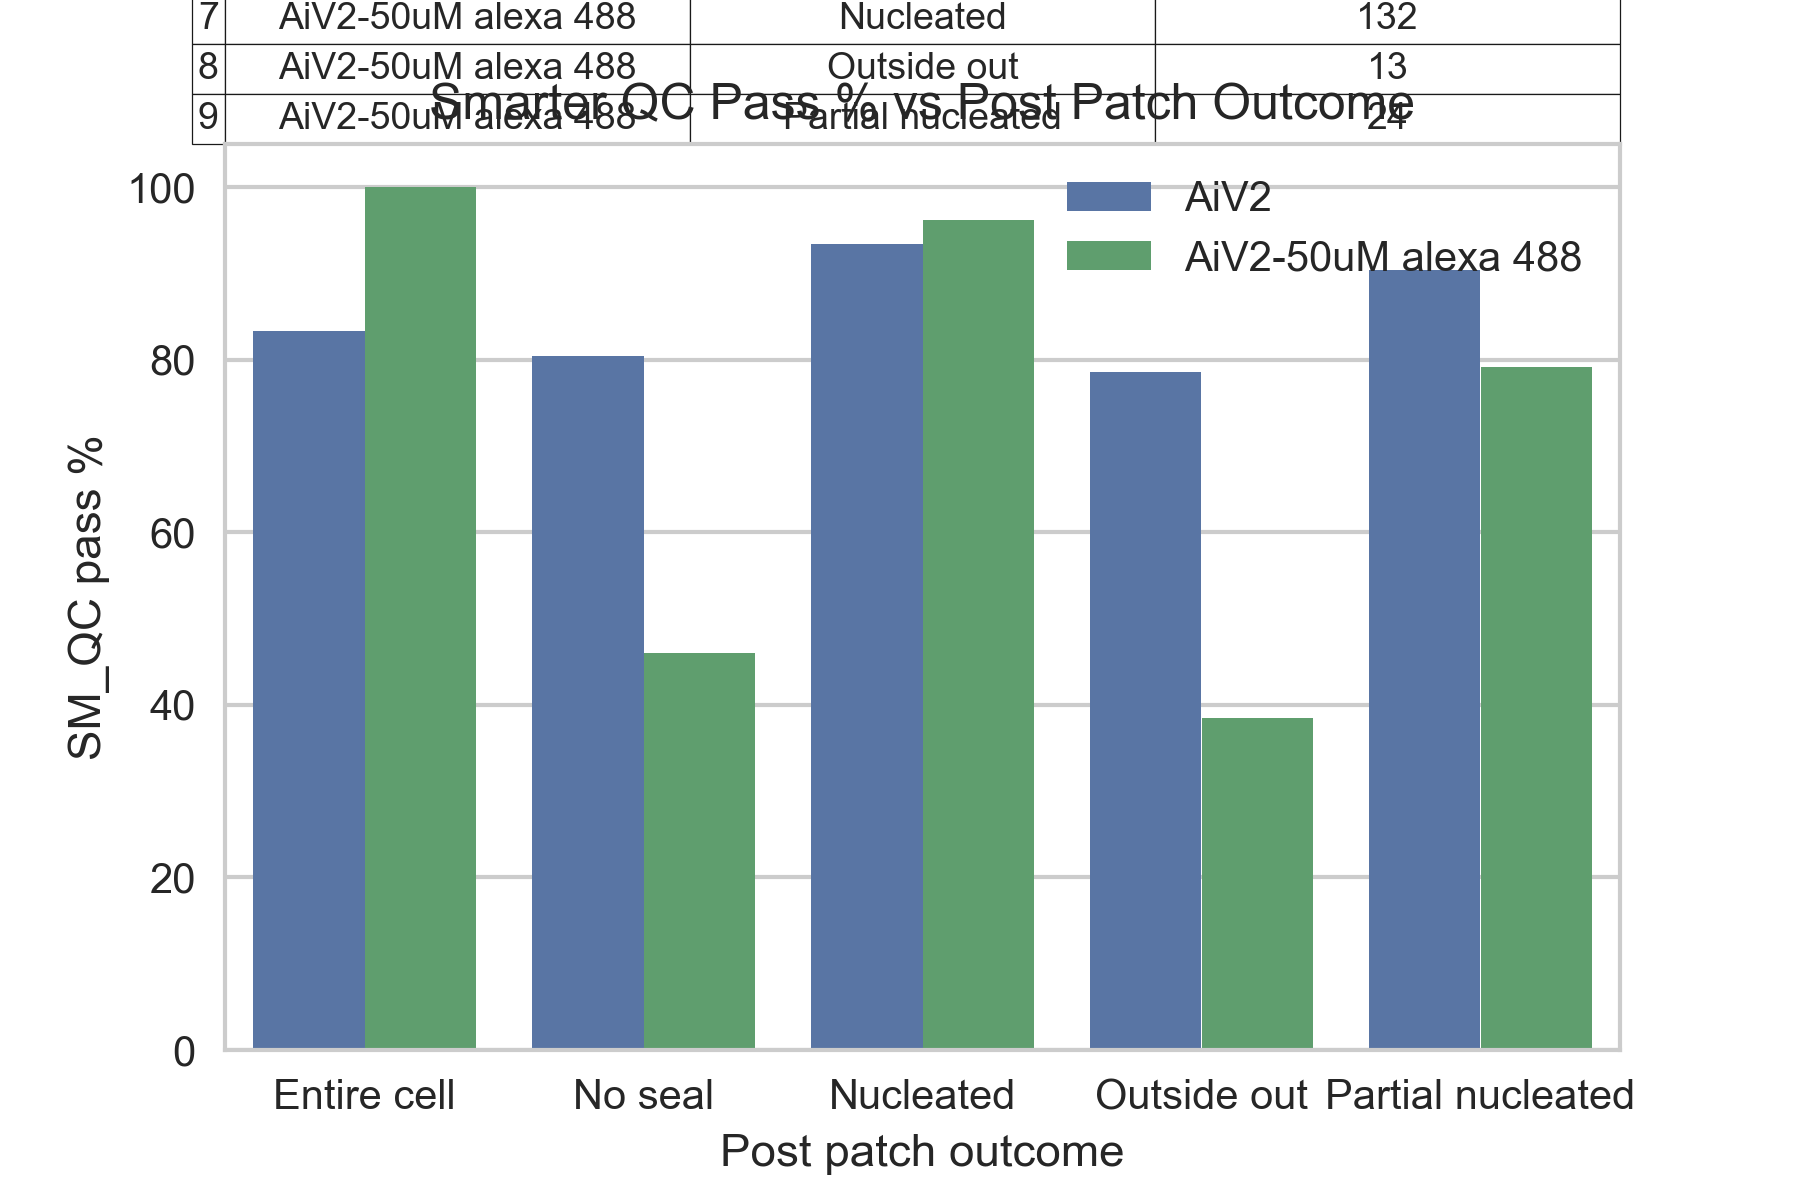 7 AiV2-50uM alexa 488 Nucleated 132
8 AiV2-50uM alexa 488 Outside out 13
Smarter QC Pass % vs Post Patch Outcome
9 AiV2-50uM alexa 488 Partial nucleated 24
100
AiV2
AiV2-50uM alexa 488
80
60
40
20
0
SM_QC pass %
Entire cell No seal Nucleated Outside out Partial nucleated
Post patch outcome